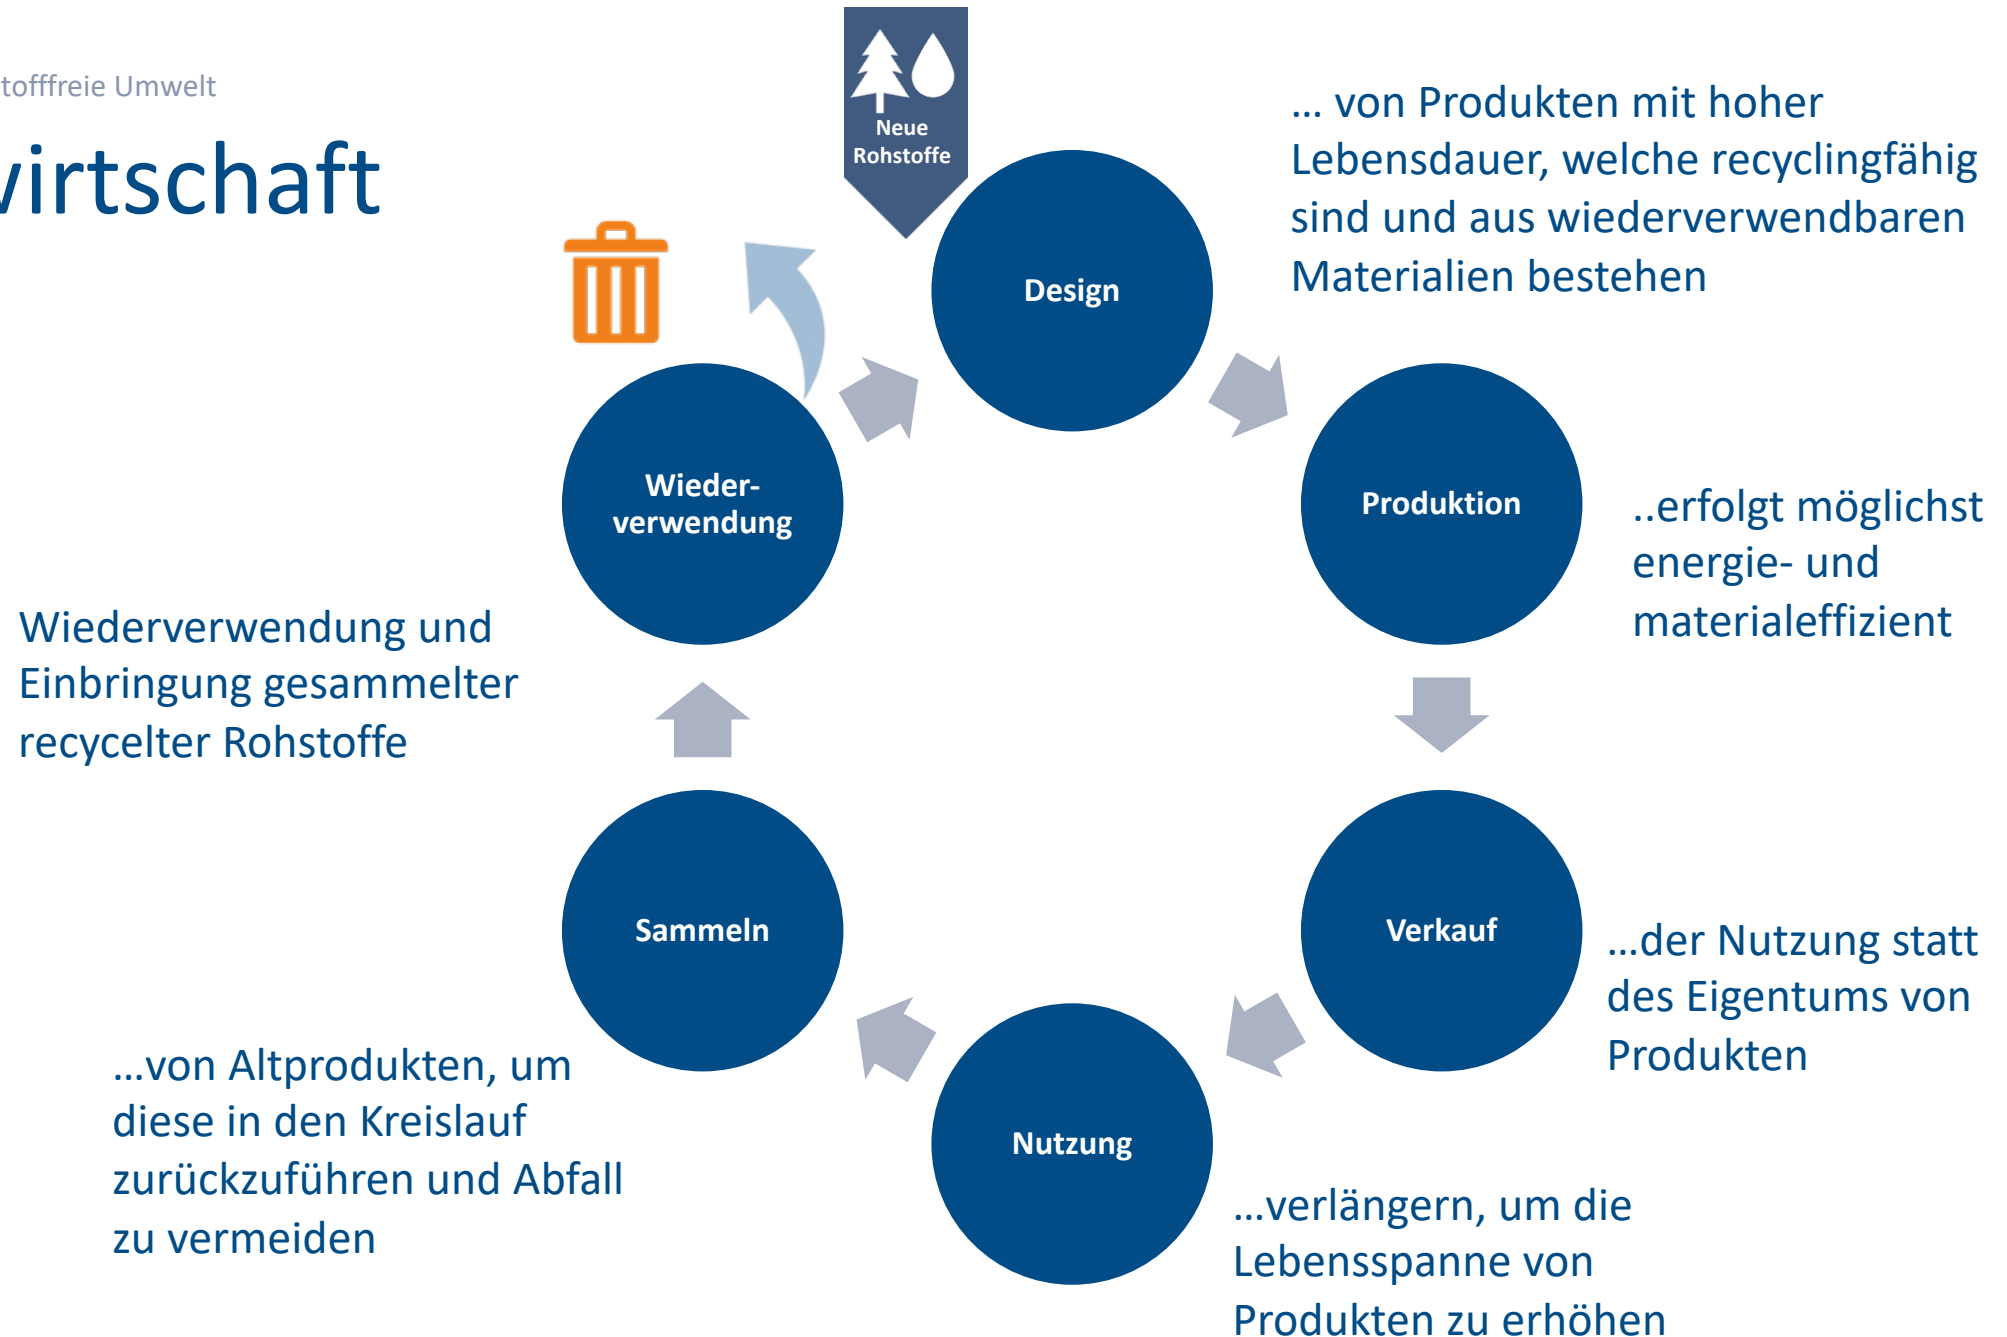 tofffreie Umwelt
wirtschaft
Neue
Rohstoffe
Design
… von Produkten mit hoher
Lebensdauer, welche recyclingfähig
sind und aus wiederverwendbaren
Materialien bestehen
Produktion
..erfolgt möglichst
energie- und
materialeffizient
Verkauf
…der Nutzung statt
des Eigentums von
Produkten
Nutzung
…verlängern, um die
Lebensspanne von
Produkten zu erhöhen
Sammeln
…von Altprodukten, um
diese in den Kreislauf
zurückzuführen und Abfall
zu vermeiden
Wieder-
verwendung
Wiederverwendung und
Einbringung gesammelter
recycelter Rohstoffe